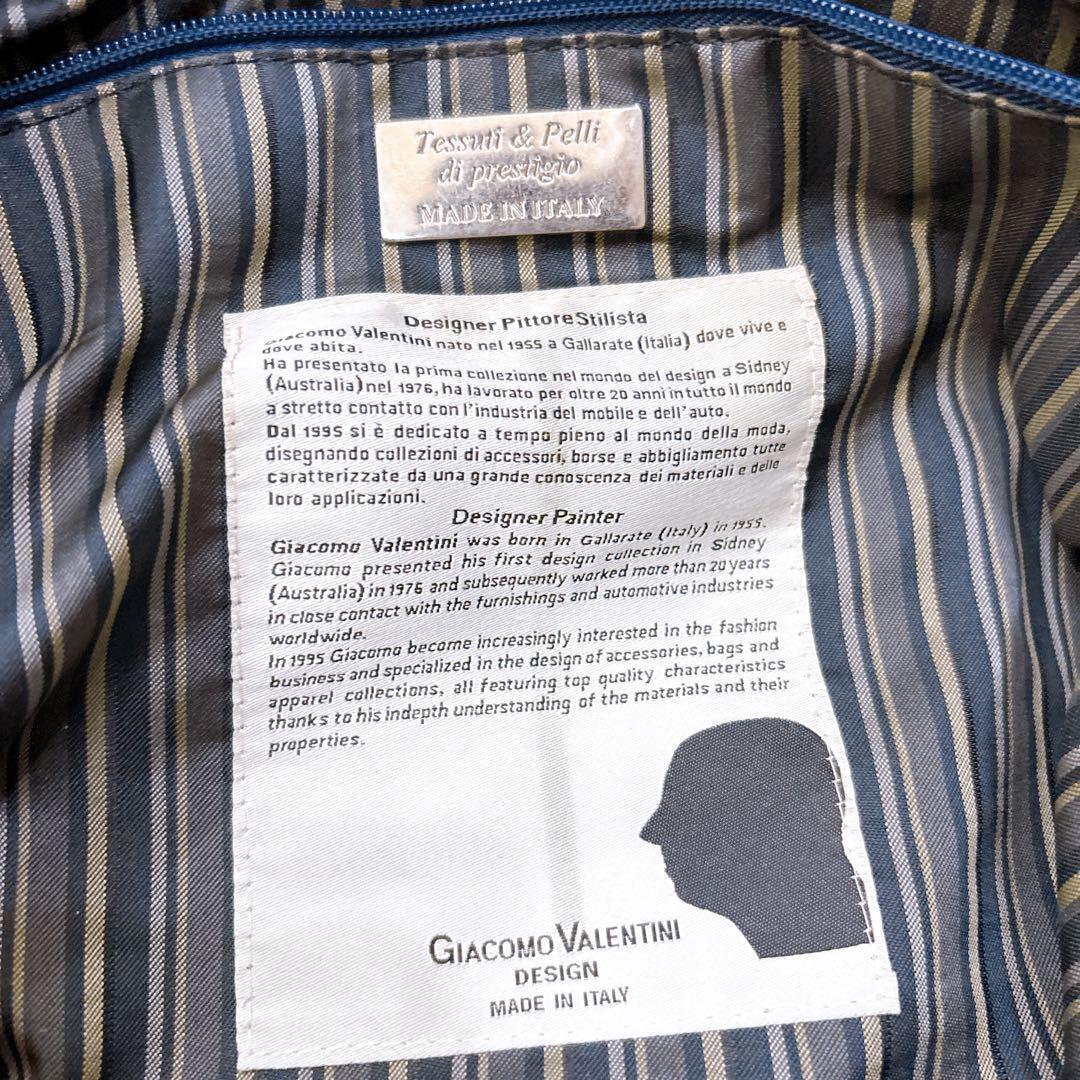 Tessuti & Pelli
di prestigio
MADE IN ITALY
Designer PittoreStilista
Giacomo Valentini nato nel 1955 a Gallarate (Italia) dove vive e
dove abita.
Ha presentato la prima collezione nel mondo del design a Sidney
(Australia) nel 1976, ha lavorato per oltre 20 anni in tutto il mondo
a stretto contatto con l'industria del mobile e dell'auto.
Dal 1995 si è dedicato a tempo pieno al mondo della moda,
disegnando collezioni di accessori, borse e abbigliamento tutte
caratterizzate da una grande conoscenza dei materiali e delle
loro applicazioni.
Designer Painter
Giacomo Valentini was born in Gallarate (Italy) in 1955.
Giacomo presented his first design collection in Sidney
(Australia) in 1976 and subsequently worked more than 20 years
in close contact with the furnishings and automotive industries
worldwide.
In 1995 Giacomo become increasingly interested in the fashion
business and specialized in the design of accessories, bags and
apparel collections, all featuring top quality characteristics
thanks to his indepth understanding of the materials and their
properties.
GIACOMO VALENTINI
DESIGN
MADE IN ITALY